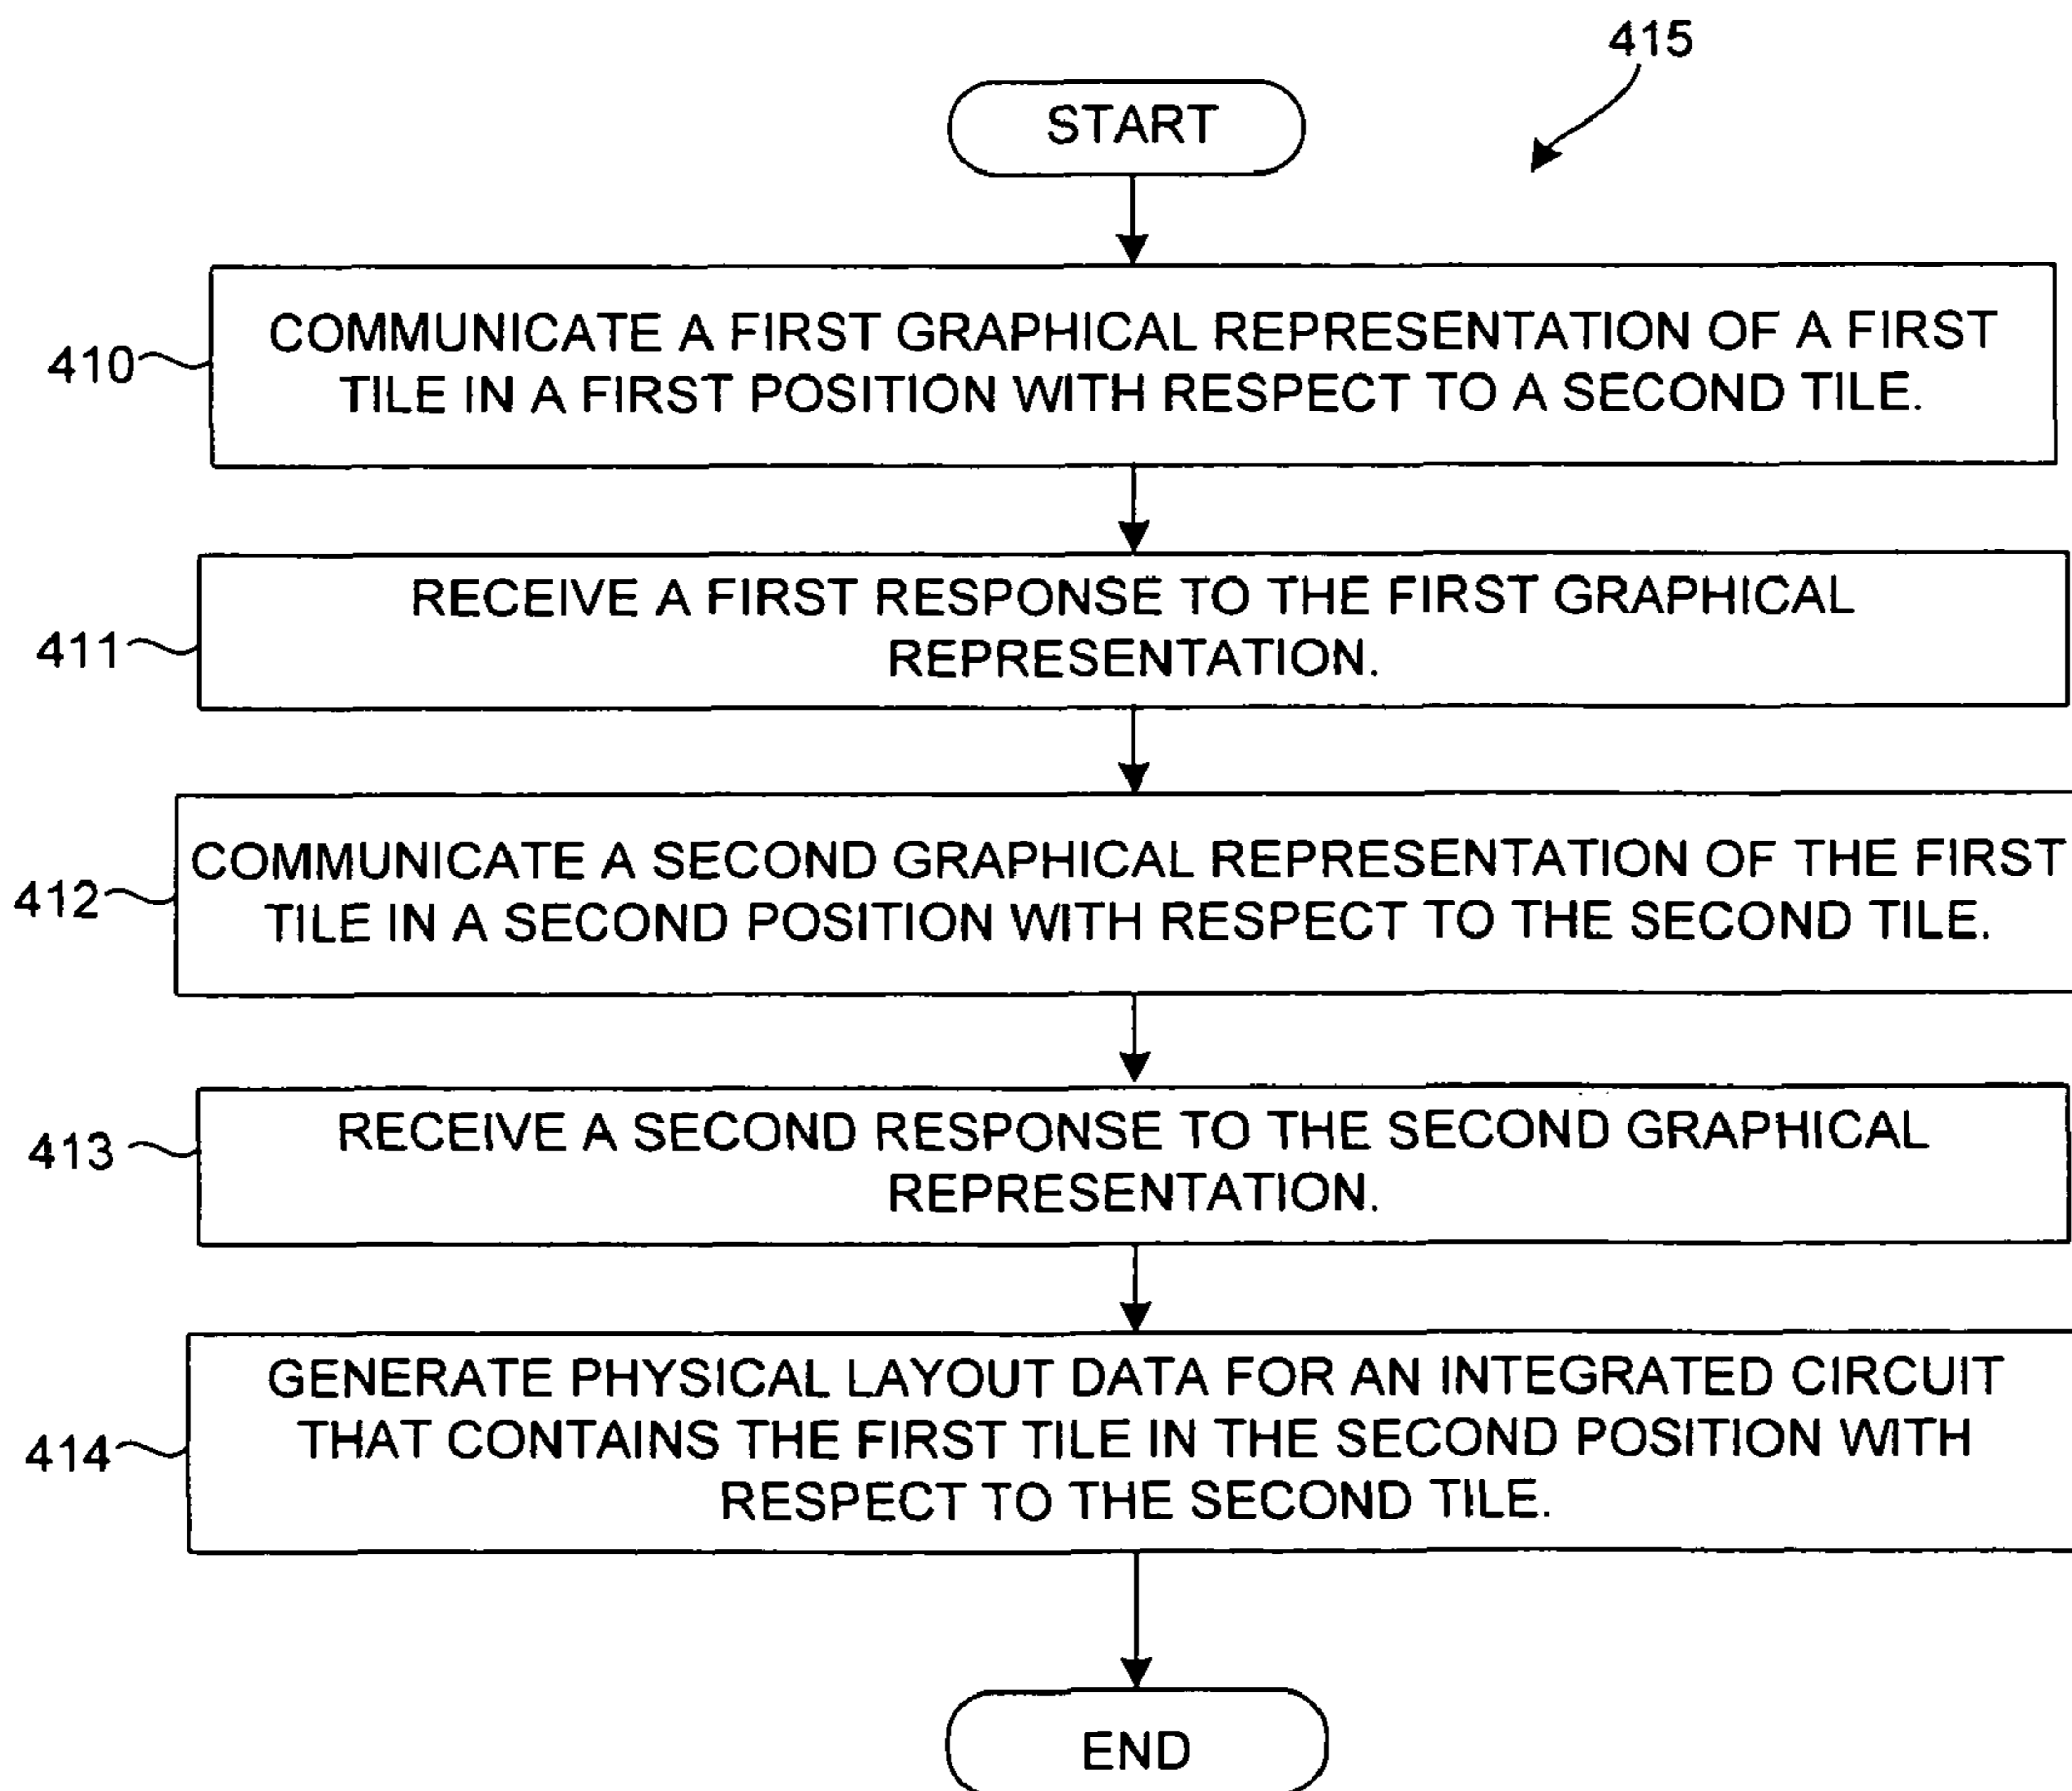 415
START
410
COMMUNICATE A FIRST GRAPHICAL REPRESENTATION OF A FIRST
TILE IN A FIRST POSITION WITH RESPECT TO A SECOND TILE.
411
RECEIVE A FIRST RESPONSE TO THE FIRST GRAPHICAL
REPRESENTATION.
412
COMMUNICATE A SECOND GRAPHICAL REPRESENTATION OF THE FIRST
TILE IN A SECOND POSITION WITH RESPECT TO THE SECOND TILE.
413
RECEIVE A SECOND RESPONSE TO THE SECOND GRAPHICAL
REPRESENTATION.
414
GENERATE PHYSICAL LAYOUT DATA FOR AN INTEGRATED CIRCUIT
THAT CONTAINS THE FIRST TILE IN THE SECOND POSITION WITH
RESPECT TO THE SECOND TILE.
END